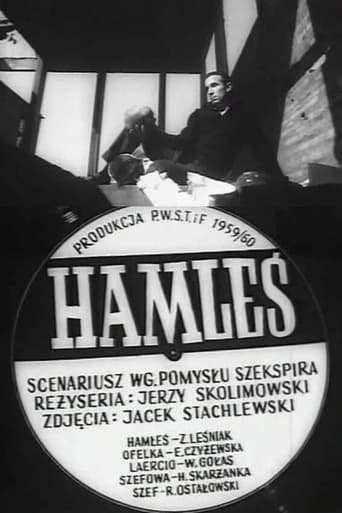 PRODUKCJA P.W.S.T.iF 1959/60
HAMLEŚ
SCENARIUSZ WG. POMYSŁU SZEKSPIRA
REŻYSERIA: JERZY SKOLIMOWSKI
ZDJĘCIA: JACEK STACHLEWSKI
HAMLEŚ-Z.LEŚNIAK
OFELKA-E.CZYŻEWSKA
LAERCIO-W.GOŁAS
SZEFOWA-H.SKARŻANKA
SZEF-R.OSTAŁOWSKI